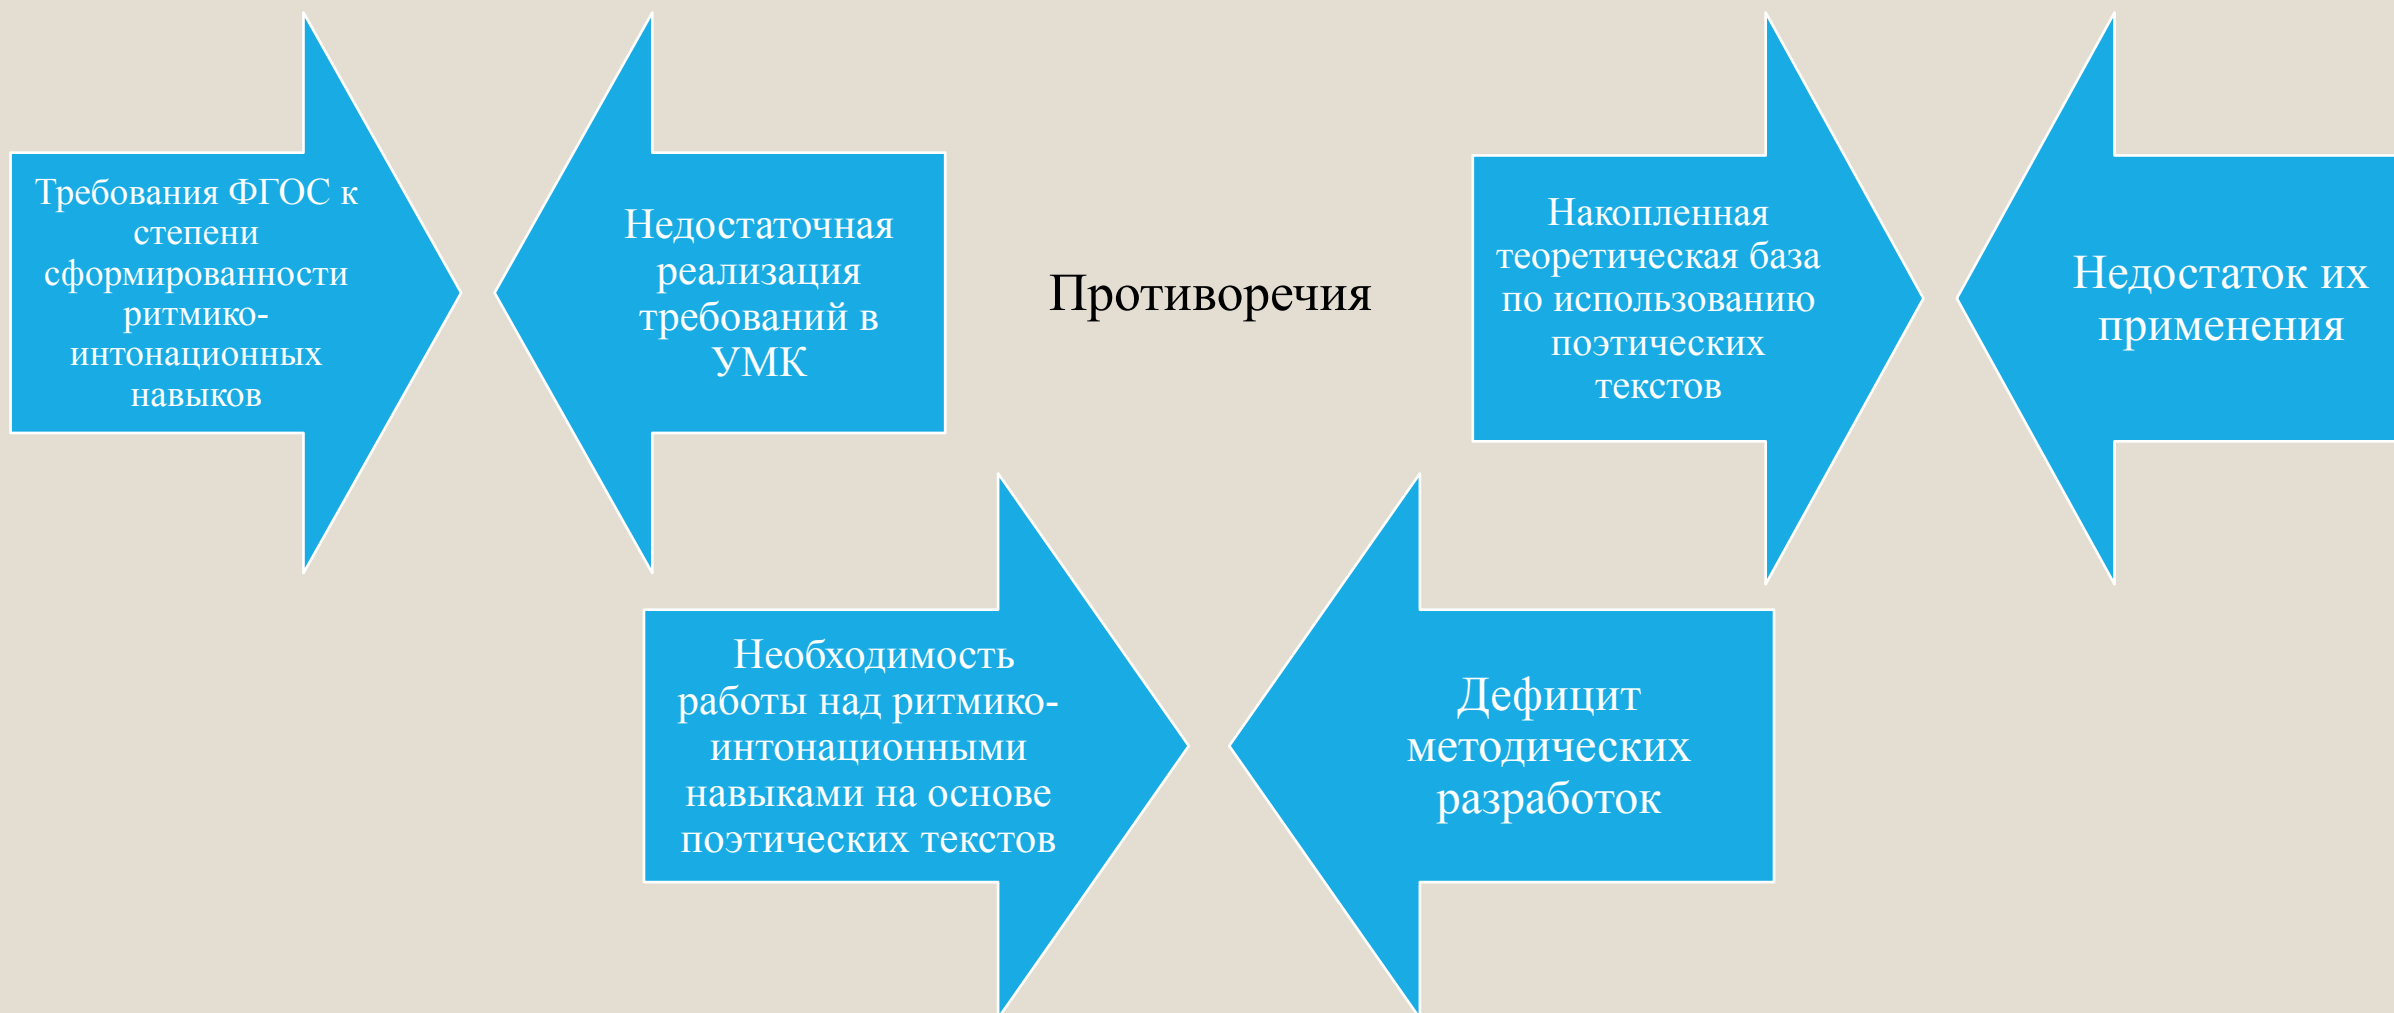 Требования ФГОС к
степени
сформированности
ритмико-
интонационных
навыков
Недостаточная
реализация
требований в
УМК
Противоречия
Накопленная
теоретическая база
по использованию
поэтических
текстов
Недостаток их
применения
Необходимость
работы над ритмико-
интонационными
навыками на основе
поэтических текстов
Дефицит
методических
разработок